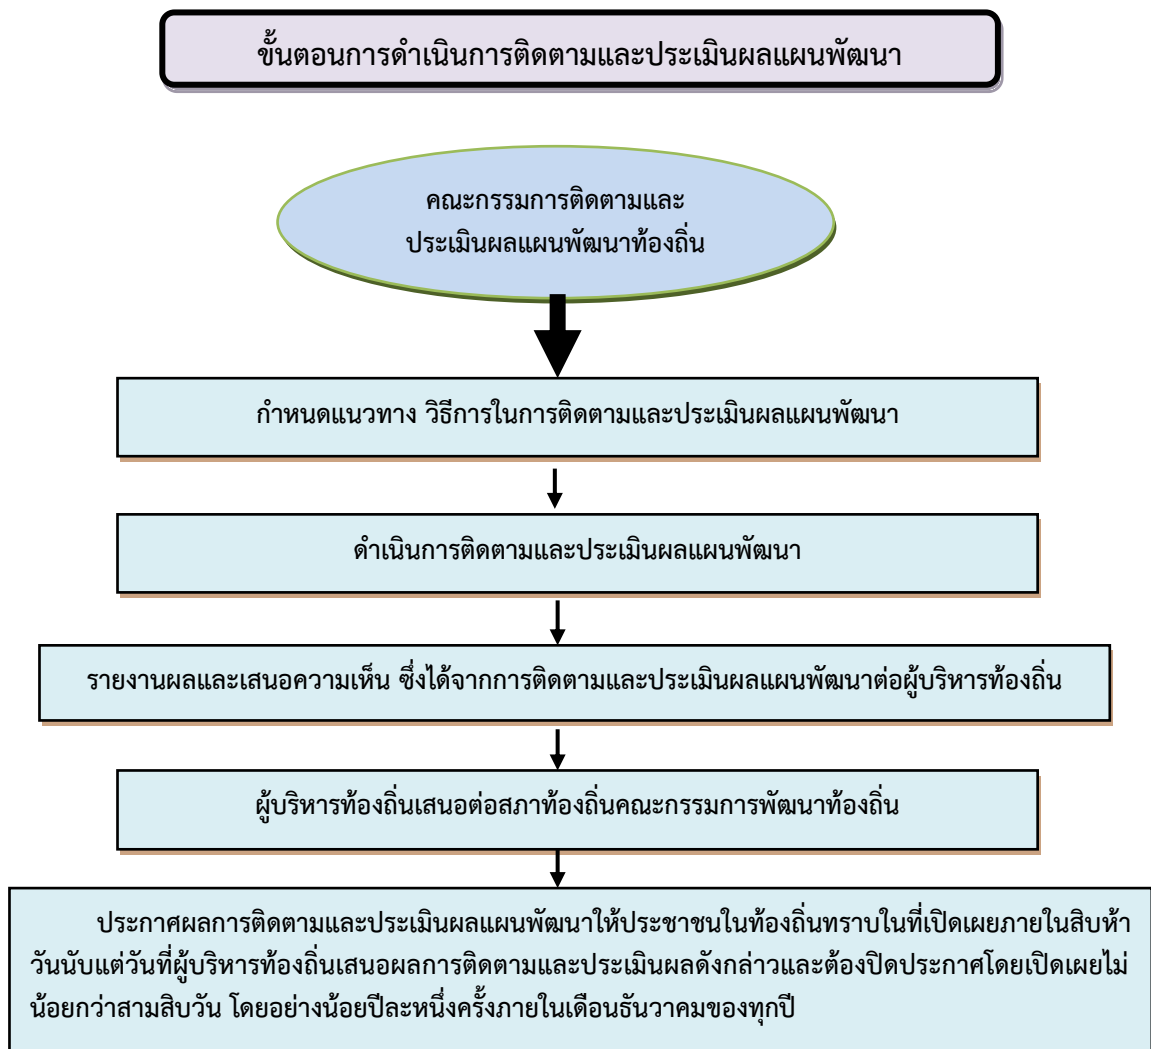 ขั้นตอนการดำเนินการติดตามและประเมินผลแผนพัฒนา
คณะกรรมการติดตามและ
ประเมินผลแผนพัฒนาท้องถิ่น
กำหนดแนวทาง วิธีการในการติดตามและประเมินผลแผนพัฒนา
ดำเนินการติดตามและประเมินผลแผนพัฒนา
รายงานผลและเสนอความเห็น ซึ่งได้จากการติดตามและประเมินผลแผนพัฒนาต่อผู้บริหารท้องถิ่น
ผู้บริหารท้องถิ่นเสนอต่อสภาท้องถิ่นคณะกรรมการพัฒนาท้องถิ่น
ประกาศผลการติดตามและประเมินผลแผนพัฒนาให้ประชาชนในท้องถิ่นทราบในที่เปิดเผยภายในสิบห้า
วันนับแต่วันที่ผู้บริหารท้องถิ่นเสนอผลการติดตามและประเมินผลดังกล่าวและต้องปิดประกาศโดยเปิดเผยไม่
น้อยกว่าสามสิบวัน โดยอย่างน้อยปีละหนึ่งครั้งภายในเดือนธันวาคมของทุกปี